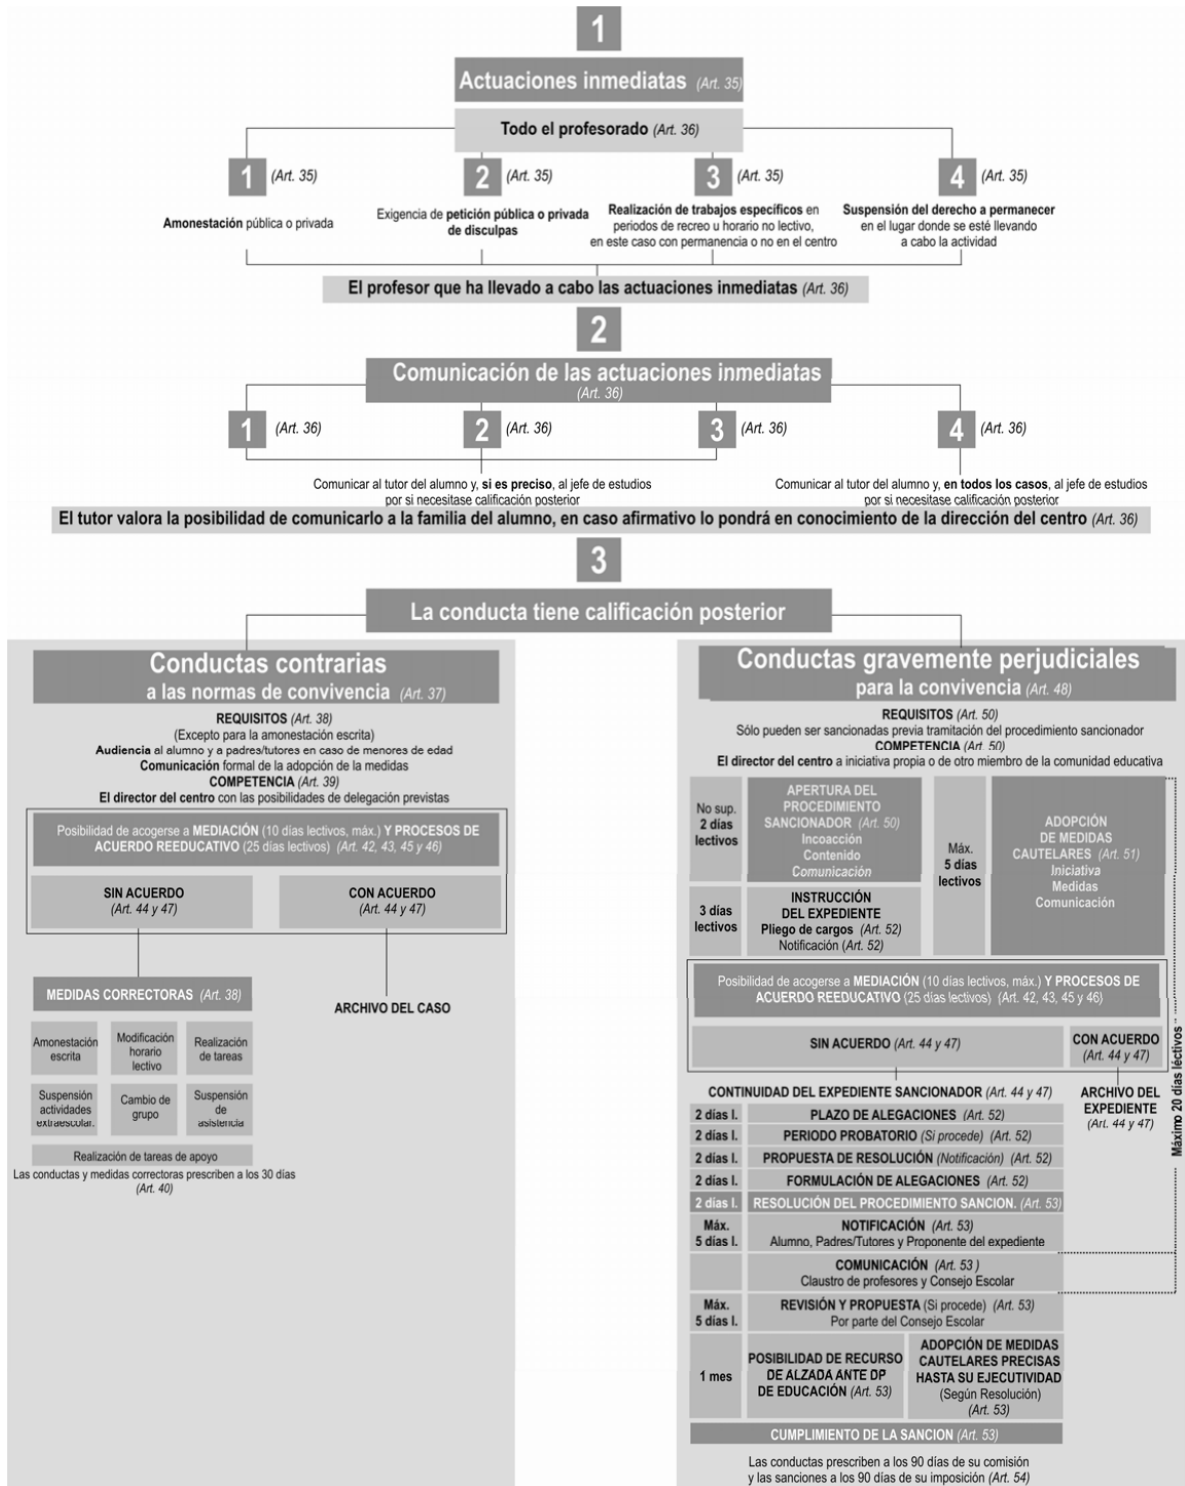 1
Actuaciones inmediatas (Art. 35)
Todo el profesorado (Art. 36)
1 (Art. 35)
Amonestación pública o privada
2 (Art. 35)
Exigencia de petición pública o privada
de disculpas
3 (Art. 35)
Realización de trabajos específicos en
periodos de recreo u horario no lectivo,
en este caso con permanencia o no en el centro
4 (Art. 35)
Suspensión del derecho a permanecer
en el lugar donde se esté llevando
a cabo la actividad
El profesor que ha llevado a cabo las actuaciones inmediatas (Art. 36)
2
Comunicación de las actuaciones inmediatas
(Art. 36)
1 (Art. 36)
2 (Art. 36)
3 (Art. 36)
4 (Art. 36)
Comunicar al tutor del alumno y, si es preciso, al jefe de estudios
por si necesitase calificación posterior
Comunicar al tutor del alumno y, en todos los casos, al jefe de estudios
por si necesitase calificación posterior
El tutor valora la posibilidad de comunicarlo a la familia del alumno, en caso afirmativo lo pondrá en conocimiento de la dirección del centro (Art. 36)
3
La conducta tiene calificación posterior
Conductas contrarias
a las normas de convivencia (Art. 37)
REQUISITOS (Art. 38)
(Excepto para la amonestación escrita)
Audiencia al alumno y a padres/tutores en caso de menores de edad
Comunicación formal de la adopción de la medidas
COMPETENCIA (Art. 39)
El director del centro con las posibilidades de delegación previstas
Posibilidad de acogerse a MEDIACIÓN (10 días lectivos, máx.) Y PROCESOS DE
ACUERDO REEDUCATIVO (25 días lectivos) (Art. 42, 43, 45 y 46)
SIN ACUERDO
(Art. 44 y 47)
CON ACUERDO
(Art. 44 y 47)
MEDIDAS CORRECTORAS (Art. 38)
ARCHIVO DEL CASO
Amonestación
escrita
Modificación
horario
lectivo
Realización
de tareas
Suspensión
actividades
extraescolar.
Cambio de
grupo
Suspensión
de
asistencia
Realización de tareas de apoyo
Las conductas y medidas correctoras prescriben a los 30 días
(Art. 40)
Conductas gravemente perjudiciales
para la convivencia (Art. 48)
REQUISITOS (Art. 50)
Sólo pueden ser sancionadas previa tramitación del procedimiento sancionador
COMPETENCIA (Art. 50)
El director del centro a iniciativa propia o de otro miembro de la comunidad educativa
No sup.
2 días
lectivos
APERTURA DEL
PROCEDIMIENTO
SANCIONADOR (Art. 50)
Incoacción
Contenido
Comunicación
Máx.
5 días
lectivos
ADOPCIÓN
DE MEDIDAS
CAUTELARES (Art. 51)
Iniciativa
Medidas
Comunicación
3 días
lectivos
INSTRUCCIÓN
DEL EXPEDIENTE
Pliego de cargos (Art. 52)
Notificación (Art. 52)
Posibilidad de acogerse a MEDIACIÓN (10 días lectivos, máx.) Y PROCESOS DE
ACUERDO REEDUCATIVO (25 días lectivos) (Art. 42, 43, 45 y 46)
SIN ACUERDO (Art. 44 y 47)
CON ACUERDO
(Art. 44 y 47)
CONTINUIDAD DEL EXPEDIENTE SANCIONADOR (Art. 44 y 47)
ARCHIVO DEL
EXPEDIENTE
(Art. 44 y 47)
Máximo 20 días léctivos
2 días l. PLAZO DE ALEGACIONES (Art. 52)
2 días l. PERIODO PROBATORIO (Si procede) (Art. 52)
2 días l. PROPUESTA DE RESOLUCIÓN (Notificación) (Art. 52)
2 días l. FORMULACIÓN DE ALEGACIONES (Art. 52)
2 días l. RESOLUCIÓN DEL PROCEDIMIENTO SANCION. (Art. 53)
Máx.
5 días l.
NOTIFICACIÓN (Art. 53)
Alumno, Padres/Tutores y Proponente del expediente
COMUNICACIÓN (Art. 53 )
Claustro de profesores y Consejo Escolar
Máx.
5 días l.
REVISIÓN Y PROPUESTA (Si procede) (Art. 53)
Por parte del Consejo Escolar
1 mes
POSIBILIDAD DE RECURSO
DE ALZADA ANTE DP
DE EDUCACIÓN (Art. 53)
ADOPCIÓN DE MEDIDAS
CAUTELARES PRECISAS
HASTA SU EJECUTIVIDAD
(Según Resolución)
(Art. 53)
CUMPLIMIENTO DE LA SANCION (Art. 53)
Las conductas prescriben a los 90 días de su comisión
y las sanciones a los 90 días de su imposición (Art. 54)